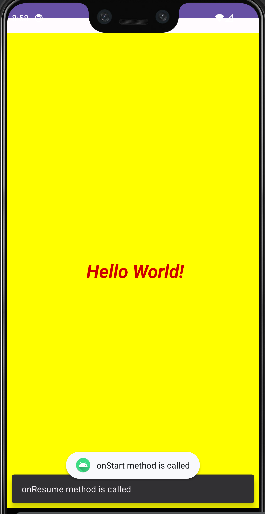 Hello World!
onStart method is called
onResume method is called